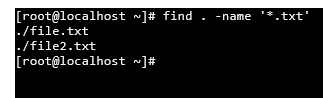 [root@localhost ~]# find . -name '*.txt'
./file.txt
./file2.txt
[root@localhost ~]#